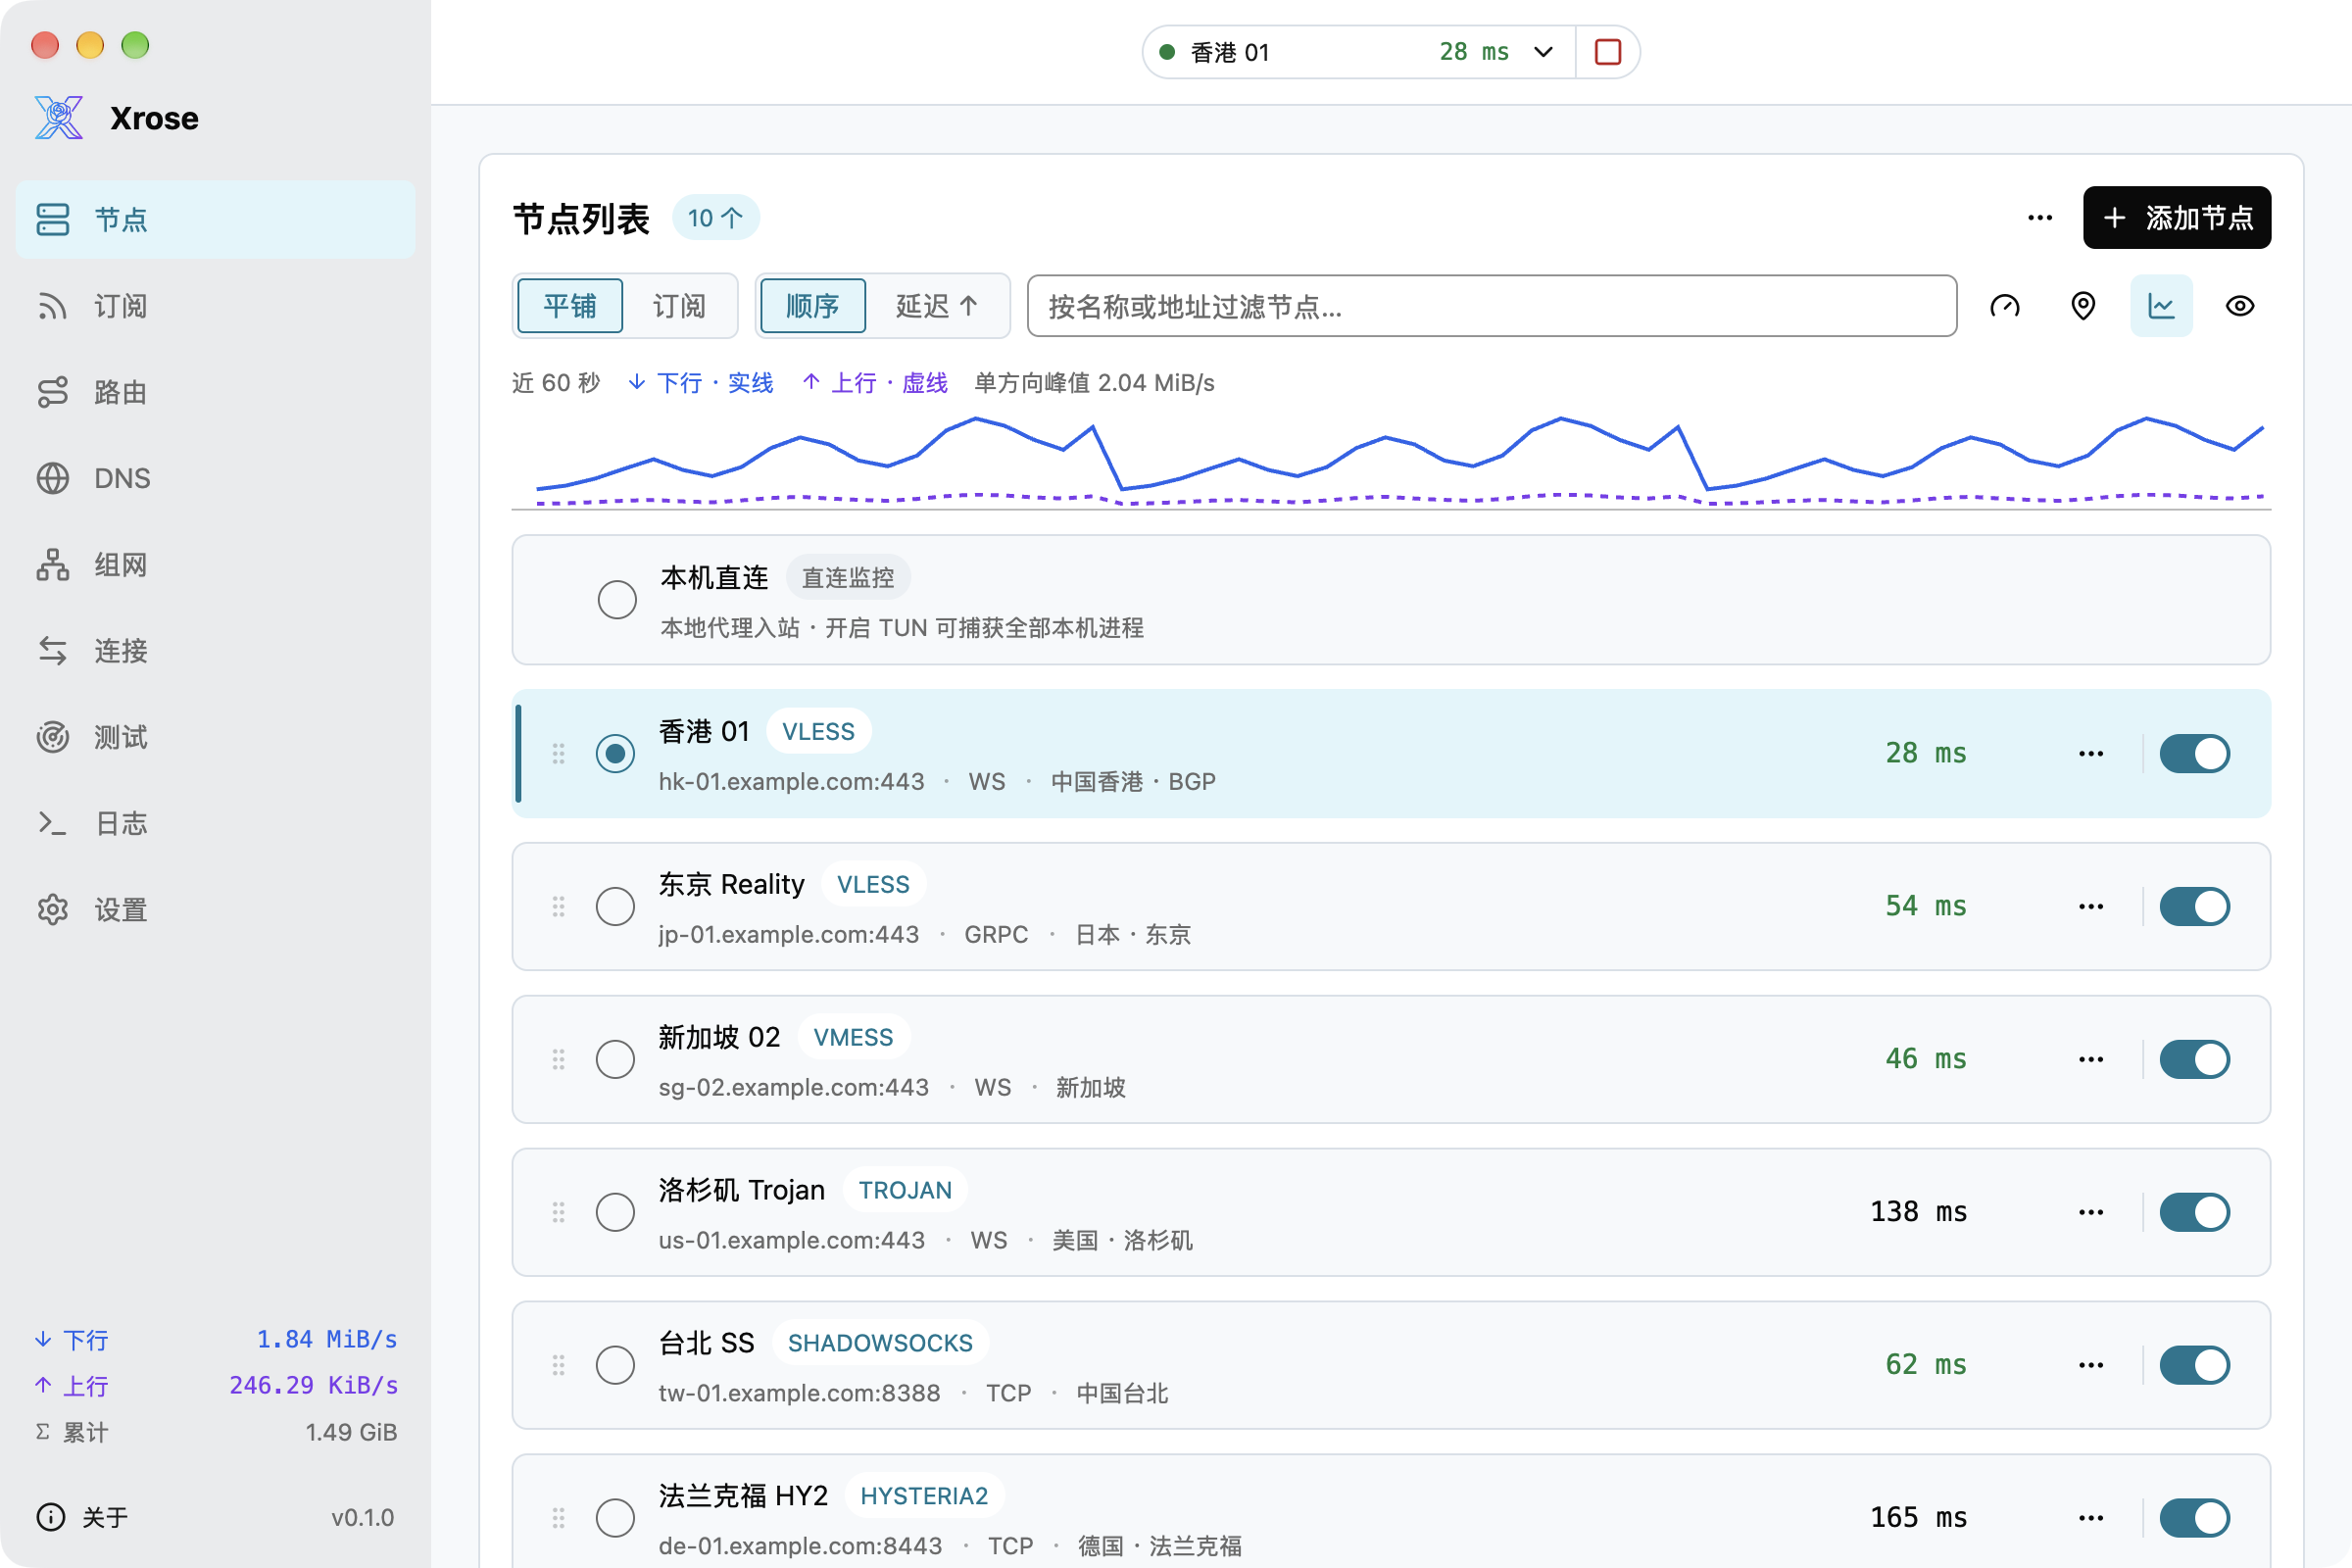 Xrose
节点
订阅
路由
DNS
组网
连接
测试
日志
设置
↓ 下行 1.84 MiB/s
↑ 上行 246.29 KiB/s
Σ 累计 1.49 GiB
关于 v0.1.0
香港 01 28 ms
节点列表 10 个 ··· + 添加节点
平铺 订阅 顺序 延迟 ↑ 按名称或地址过滤节点...
近 60 秒 ↓ 下行 · 实线 ↑ 上行 · 虚线 单方向峰值 2.04 MiB/s
本机直连 直连监控
本地代理入站 · 开启 TUN 可捕获全部本机进程
香港 01 VLESS
hk-01.example.com:443 · WS · 中国香港 · BGP
28 ms
东京 Reality VLESS
jp-01.example.com:443 · GRPC · 日本 · 东京
54 ms
新加坡 02 VMESS
sg-02.example.com:443 · WS · 新加坡
46 ms
洛杉矶 Trojan TROJAN
us-01.example.com:443 · WS · 美国 · 洛杉矶
138 ms
台北 SS SHADOWSOCKS
tw-01.example.com:8388 · TCP · 中国台北
62 ms
法兰克福 HY2 HYSTERIA2
de-01.example.com:8443 · TCP · 德国 · 法兰克福
165 ms